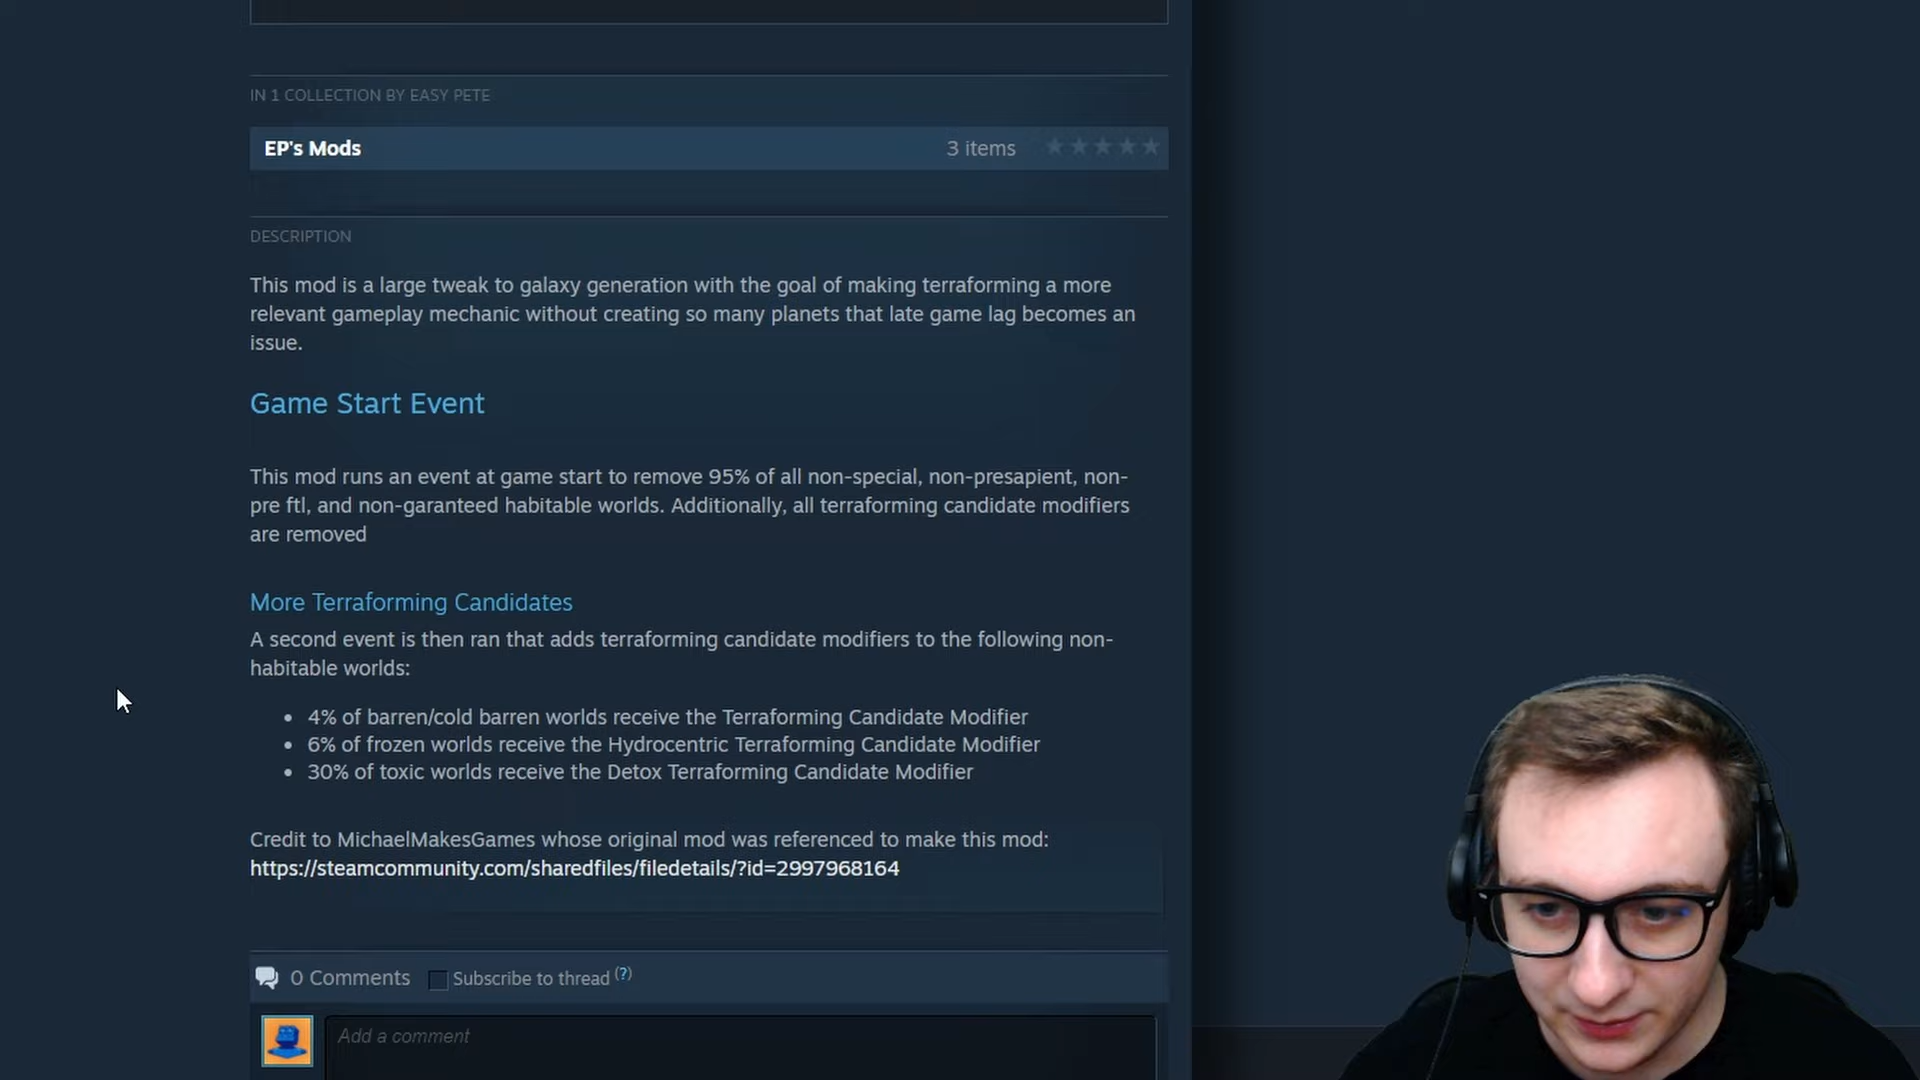 IN 1 COLLECTION BY EASY PETE
EP's Mods 3 items
DESCRIPTION
This mod is a large tweak to galaxy generation with the goal of making terraforming a more
relevant gameplay mechanic without creating so many planets that late game lag becomes an
issue.
Game Start Event
This mod runs an event at game start to remove 95% of all non-special, non-presapient, non-
pre ftl, and non-garanteed habitable worlds. Additionally, all terraforming candidate modifiers
are removed
More Terraforming Candidates
A second event is then ran that adds terraforming candidate modifiers to the following non-
habitable worlds:
• 4% of barren/cold barren worlds receive the Terraforming Candidate Modifier
• 6% of frozen worlds receive the Hydrocentric Terraforming Candidate Modifier
• 30% of toxic worlds receive the Detox Terraforming Candidate Modifier
Credit to MichaelMakesGames whose original mod was referenced to make this mod:
https://steamcommunity.com/sharedfiles/filedetails/?id=2997968164
0 Comments Subscribe to thread (?)
Add a comment